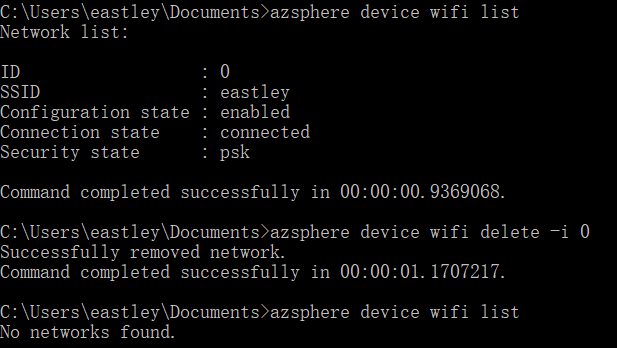 C:\Users\eastley\Documents>azsphere device wifi list
Network list:
ID : 0
SSID : eastley
Configuration state : enabled
Connection state : connected
Security state : psk
Command completed successfully in 00:00:00.9369068.
C:\Users\eastley\Documents>azsphere device wifi delete -i 0
Successfully removed network.
Command completed successfully in 00:00:01.1707217.
C:\Users\eastley\Documents>azsphere device wifi list
No networks found.